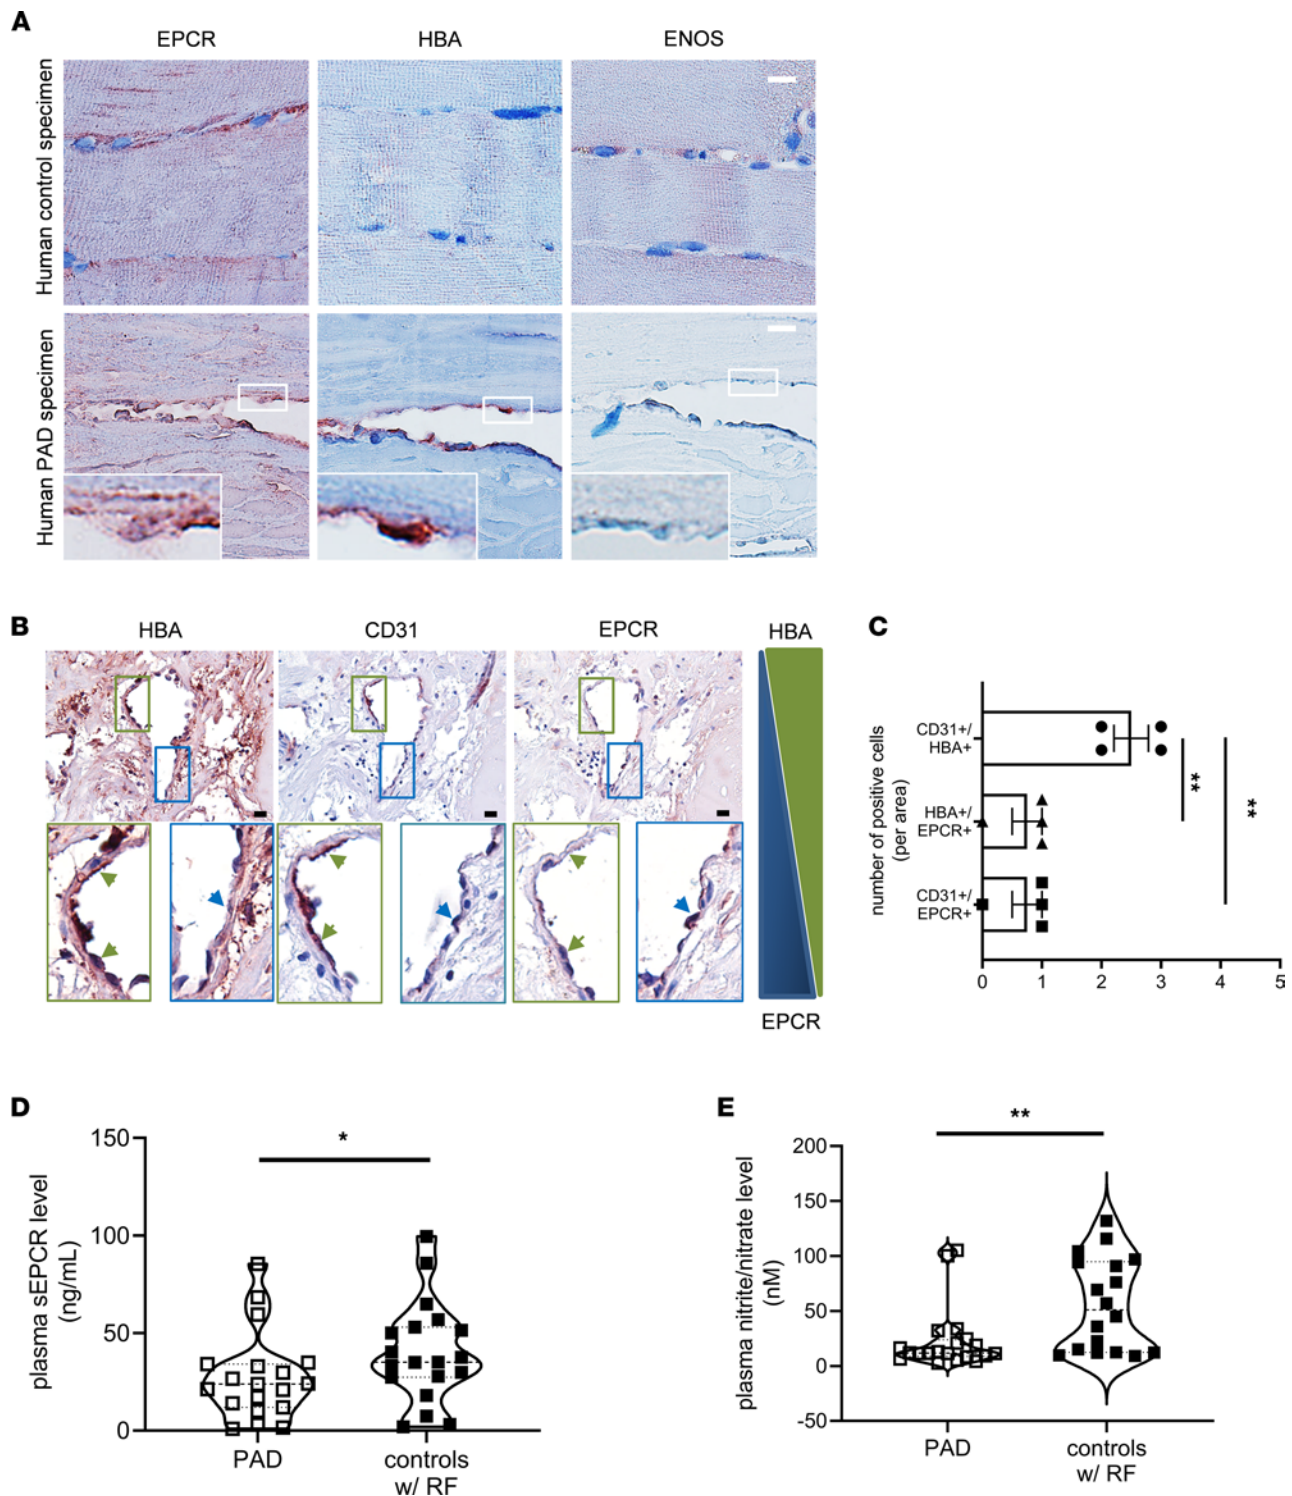 A
EPCR
HBA
ENOS
Human control specimen
Human PAD specimen
B
HBA
CD31
EPCR
HBA
EPCR
C
number of positive cells
(per area)
CD31+/
HBA+
HBA+/
EPCR+
CD31+/
EPCR+
**
**
0
1
2
3
4
5
D
plasma sEPCR level
(ng/mL)
150
100
50
0
*
PAD
controls
w/ RF
E
plasma nitrite/nitrate level
(nM)
200
150
100
50
0
-50
**
PAD
controls
w/ RF